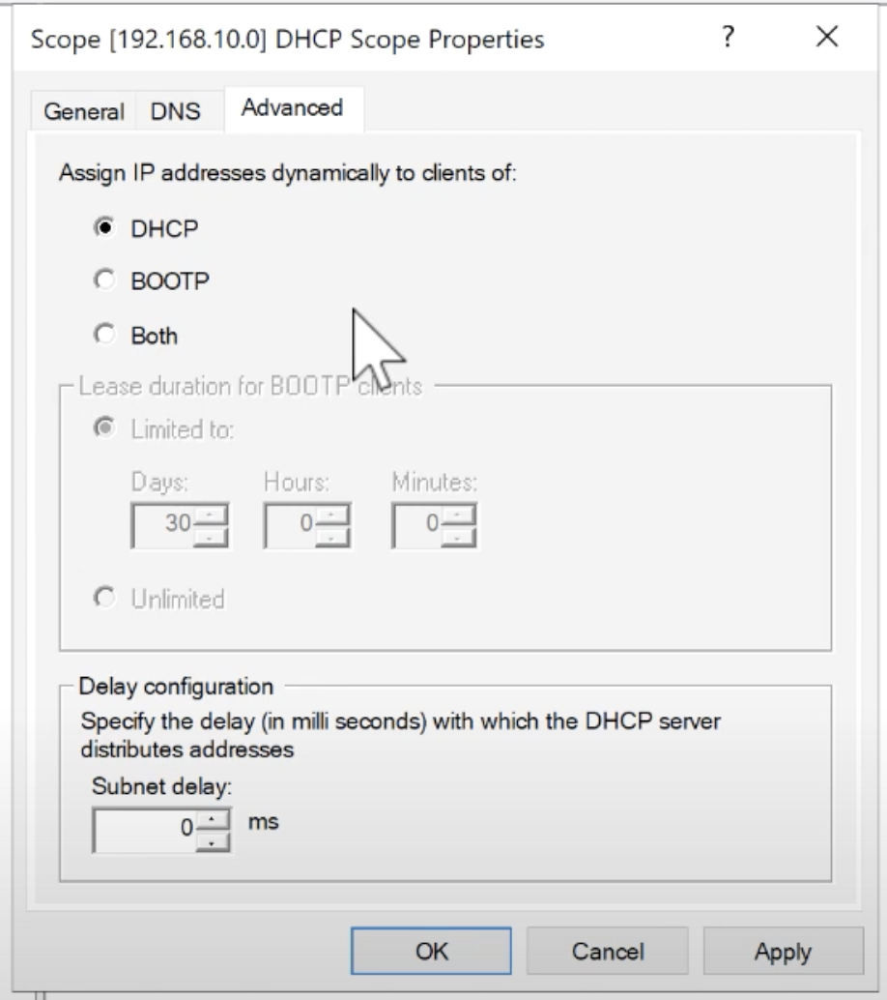 Scope [192.168.10.0] DHCP Scope Properties ? X
General DNS Advanced
Assign IP addresses dynamically to clients of:
DHCP
BOOTP
Both
Lease duration for BOOTP clients
Limited to:
Days: Hours: Minutes:
30 0 0
Unlimited
Delay configuration
Specify the delay (in milli seconds) with which the DHCP server
distributes addresses
Subnet delay:
0 ms
OK Cancel Apply